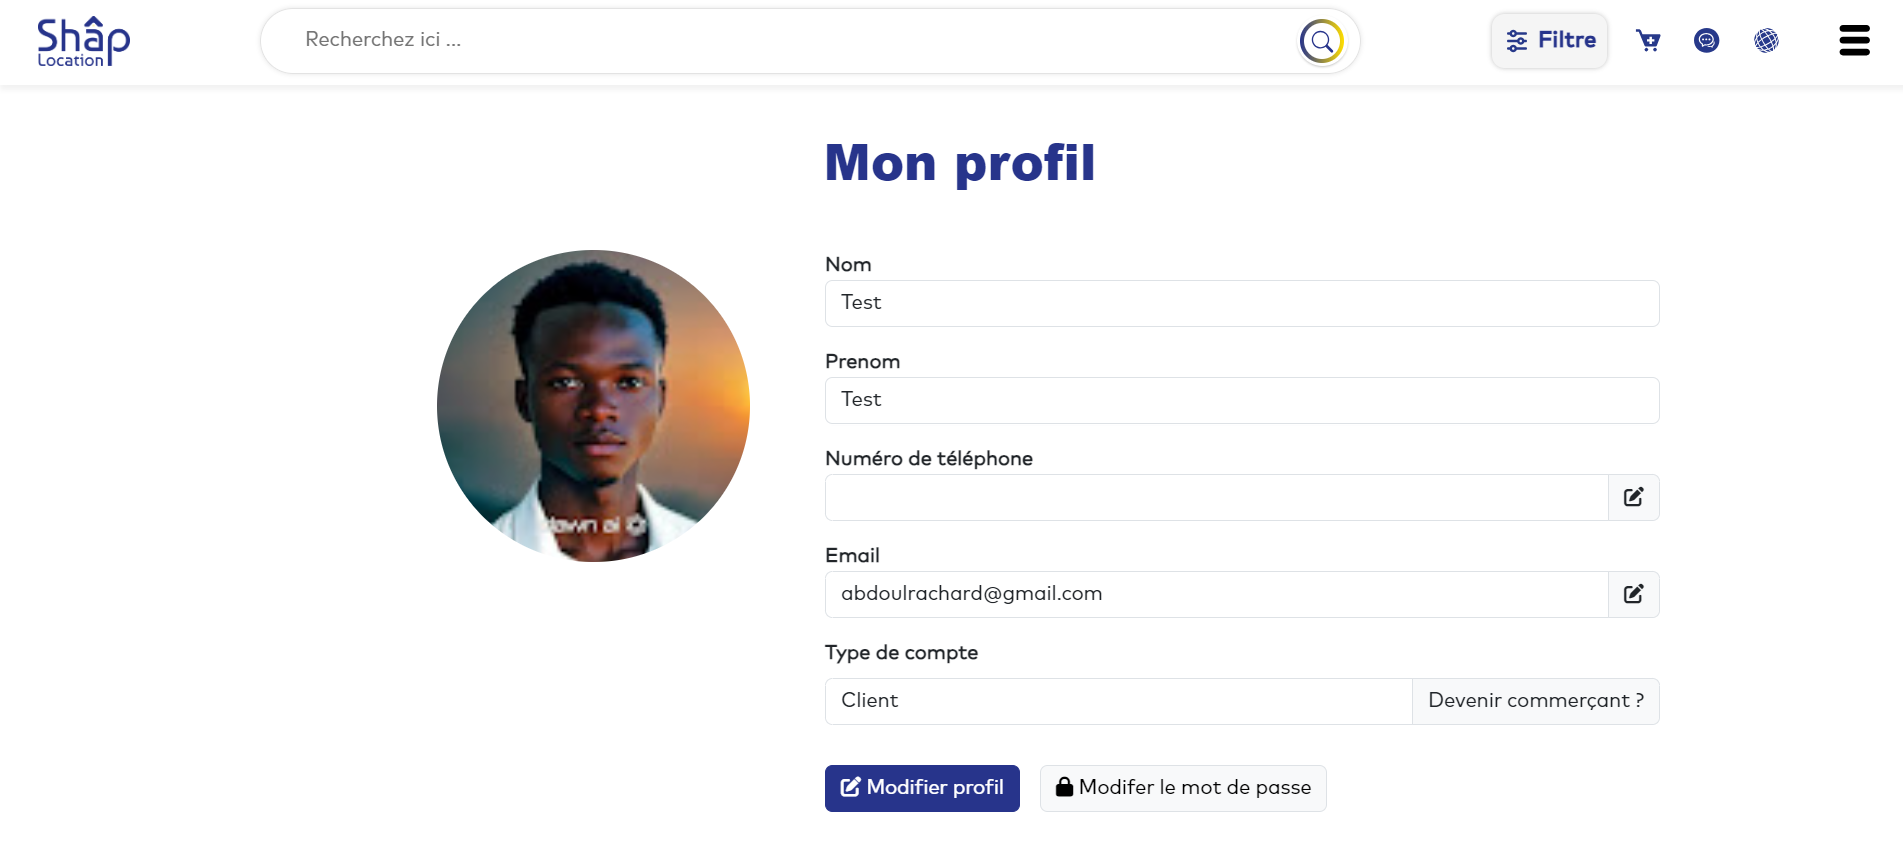 Shâp
Location
Recherchez ici ...
Filtre
Mon profil
Nom
Test
Prenom
Test
Numéro de téléphone
Email
abdoulrachard@gmail.com
Type de compte
Client
Devenir commerçant ?
Modifier profil
Modifer le mot de passe
dawn ai